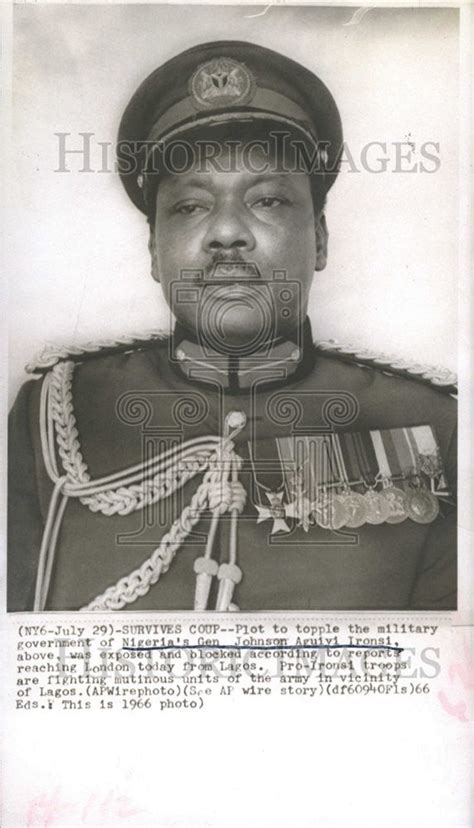 HISTORIC IMAGES
(NY6-July 29)-SURVIVES COUP--Plot to topple the military
government of Nigeria's Gen Johnson Aguiyi Ironsi,
above, was exposed and blocked according to reports
reaching London today from Lagos. Pro-Ironsi troops
are fighting mutinous units of the army in vicinity
of Lagos.(APWirephoto)(See AP wire story)(df60940Fls)66
Eds.: This is 1966 photo)